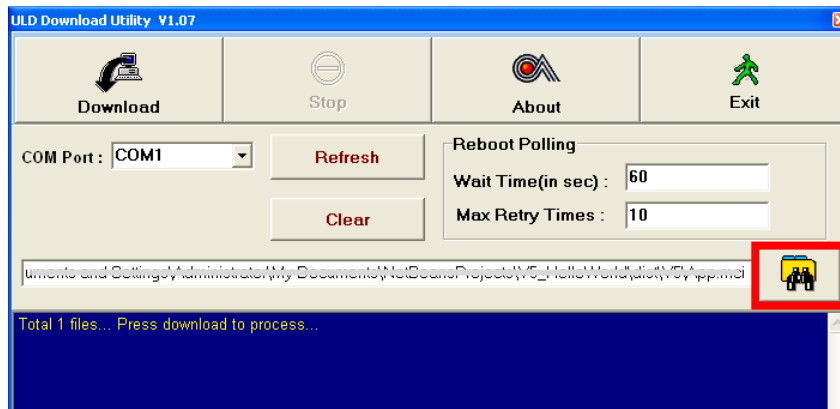 ULD Download Utility V1.07
Download
Stop
About
Exit
COM Port : COM1
Refresh
Clear
Reboot Polling
Wait Time(in sec) : 60
Max Retry Times : 10
uments and Settings\Administrator\My Documents\NetBeansProjects\V5_HelloWorld\dist\V5\App.mci
Total 1 files... Press download to process...